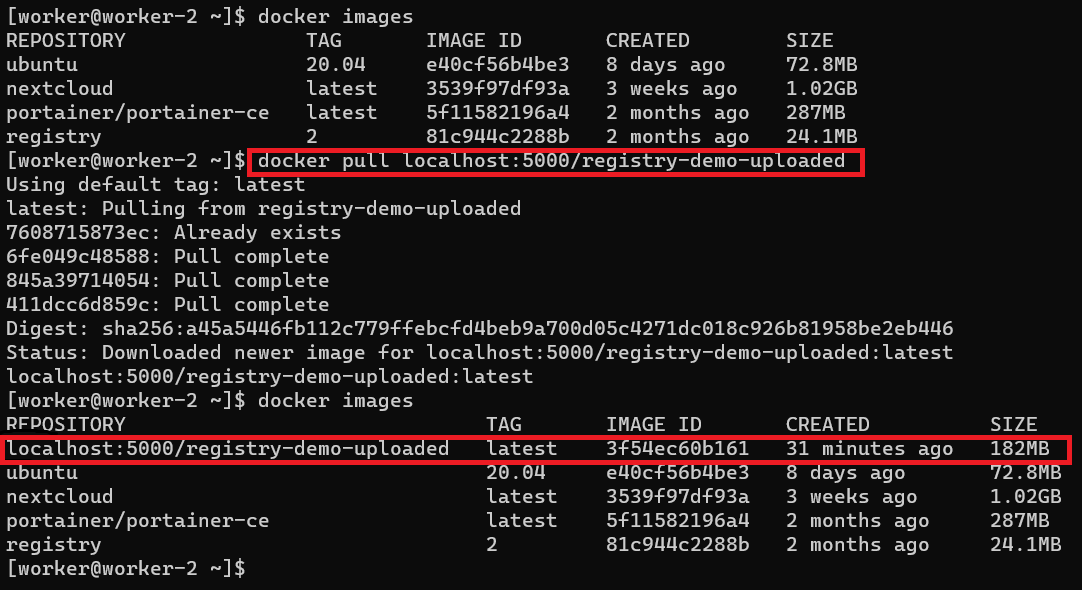 [worker@worker-2 ~]$ docker images
REPOSITORY TAG IMAGE ID CREATED SIZE
ubuntu 20.04 e40cf56b4be3 8 days ago 72.8MB
nextcloud latest 3539f97df93a 3 weeks ago 1.02GB
portainer/portainer-ce latest 5f11582196a4 2 months ago 287MB
registry 2 81c944c2288b 2 months ago 24.1MB
[worker@worker-2 ~]$ docker pull localhost:5000/registry-demo-uploaded
Using default tag: latest
latest: Pulling from registry-demo-uploaded
7608715873ec: Already exists
6fe049c48588: Pull complete
845a39714054: Pull complete
411dcc6d859c: Pull complete
Digest: sha256:a45a5446fb112c779ffebcfd4beb9a700d05c4271dc018c926b81958be2eb446
Status: Downloaded newer image for localhost:5000/registry-demo-uploaded:latest
localhost:5000/registry-demo-uploaded:latest
[worker@worker-2 ~]$ docker images
REPOSITORY TAG IMAGE ID CREATED SIZE
localhost:5000/registry-demo-uploaded latest 3f54ec60b161 31 minutes ago 182MB
ubuntu 20.04 e40cf56b4be3 8 days ago 72.8MB
nextcloud latest 3539f97df93a 3 weeks ago 1.02GB
portainer/portainer-ce latest 5f11582196a4 2 months ago 287MB
registry 2 81c944c2288b 2 months ago 24.1MB
[worker@worker-2 ~]$